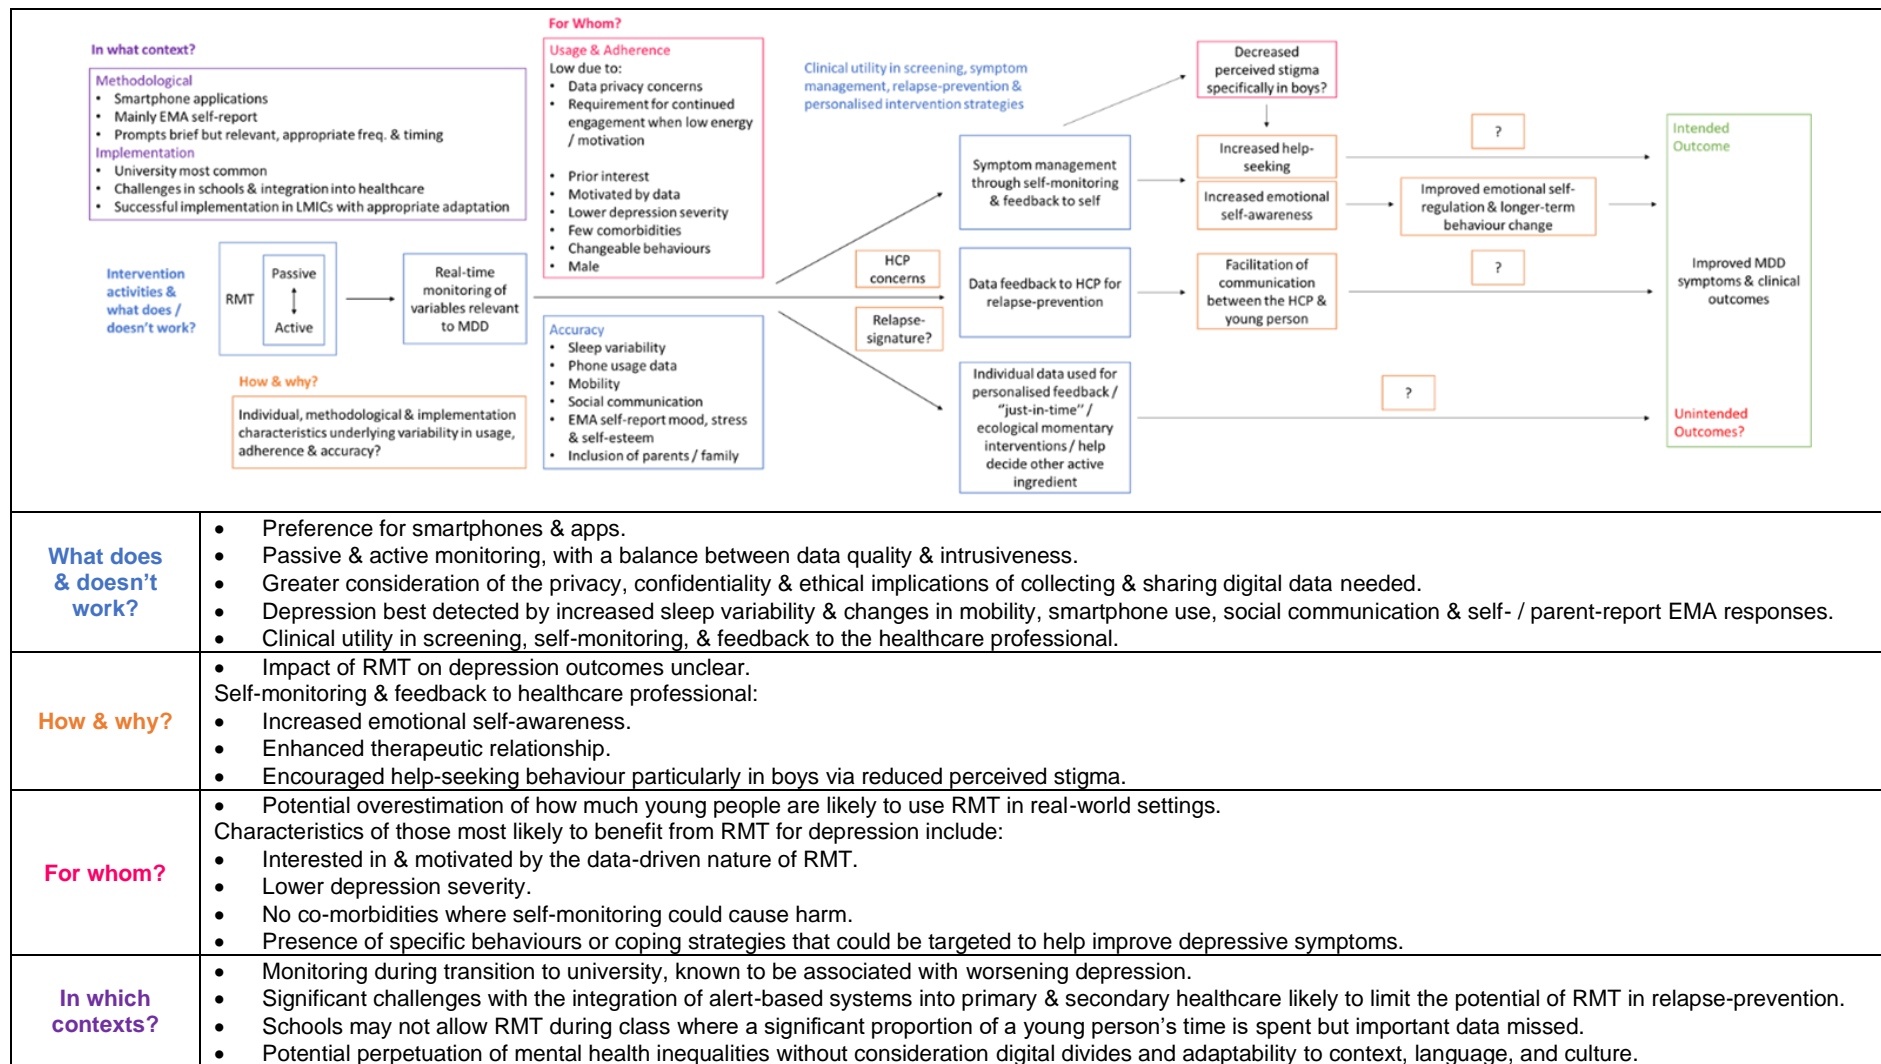 In what context?
Methodological
• Smartphone applications
• Mainly EMA self-report
• Prompts brief but relevant, appropriate freq. & timing
Implementation
• University most common
• Challenges in schools & integration into healthcare
• Successful implementation in LMICs with appropriate adaptation
For Whom?
Usage & Adherence
Low due to:
• Data privacy concerns
• Requirement for continued
engagement when low energy
/ motivation
• Prior interest
• Motivated by data
• Lower depression severity
• Few comorbidities
• Changeable behaviours
• Male
Clinical utility in screening, symptom
management, relapse-prevention &
personalised intervention strategies
Decreased
perceived stigma
specifically in boys?
Intervention
activities &
what does /
doesn't work?
RMT
Passive
Active
Real-time
monitoring of
variables relevant
to MDD
Accuracy
• Sleep variability
• Phone usage data
• Mobility
• Social communication
• EMA self-report mood, stress
& self-esteem
• Inclusion of parents / family
How & why?
Individual, methodological & implementation
characteristics underlying variability in usage,
adherence & accuracy?
HCP
concerns
Relapse-
signature?
Symptom management
through self-monitoring
& feedback to self
Data feedback to HCP for
relapse-prevention
Individual data used for
personalised feedback /
"just-in-time" /
ecological momentary
interventions / help
decide other active
ingredient
Increased help-
seeking
Increased emotional
self-awareness
Facilitation of
communication
between the HCP &
young person
?
Improved emotional self-
regulation & longer-term
behaviour change
?
?
Intended
Outcome
Improved MDD
symptoms & clinical
outcomes
Unintended
Outcomes?
What does
& doesn't
work?
• Preference for smartphones & apps.
• Passive & active monitoring, with a balance between data quality & intrusiveness.
• Greater consideration of the privacy, confidentiality & ethical implications of collecting & sharing digital data needed.
• Depression best detected by increased sleep variability & changes in mobility, smartphone use, social communication & self- / parent-report EMA responses.
• Clinical utility in screening, self-monitoring, & feedback to the healthcare professional.
How & why?
• Impact of RMT on depression outcomes unclear.
Self-monitoring & feedback to healthcare professional:
• Increased emotional self-awareness.
• Enhanced therapeutic relationship.
• Encouraged help-seeking behaviour particularly in boys via reduced perceived stigma.
For whom?
• Potential overestimation of how much young people are likely to use RMT in real-world settings.
Characteristics of those most likely to benefit from RMT for depression include:
• Interested in & motivated by the data-driven nature of RMT.
• Lower depression severity.
• No co-morbidities where self-monitoring could cause harm.
• Presence of specific behaviours or coping strategies that could be targeted to help improve depressive symptoms.
In which
contexts?
• Monitoring during transition to university, known to be associated with worsening depression.
• Significant challenges with the integration of alert-based systems into primary & secondary healthcare likely to limit the potential of RMT in relapse-prevention.
• Schools may not allow RMT during class where a significant proportion of a young person's time is spent but important data missed.
• Potential perpetuation of mental health inequalities without consideration digital divides and adaptability to context, language, and culture.